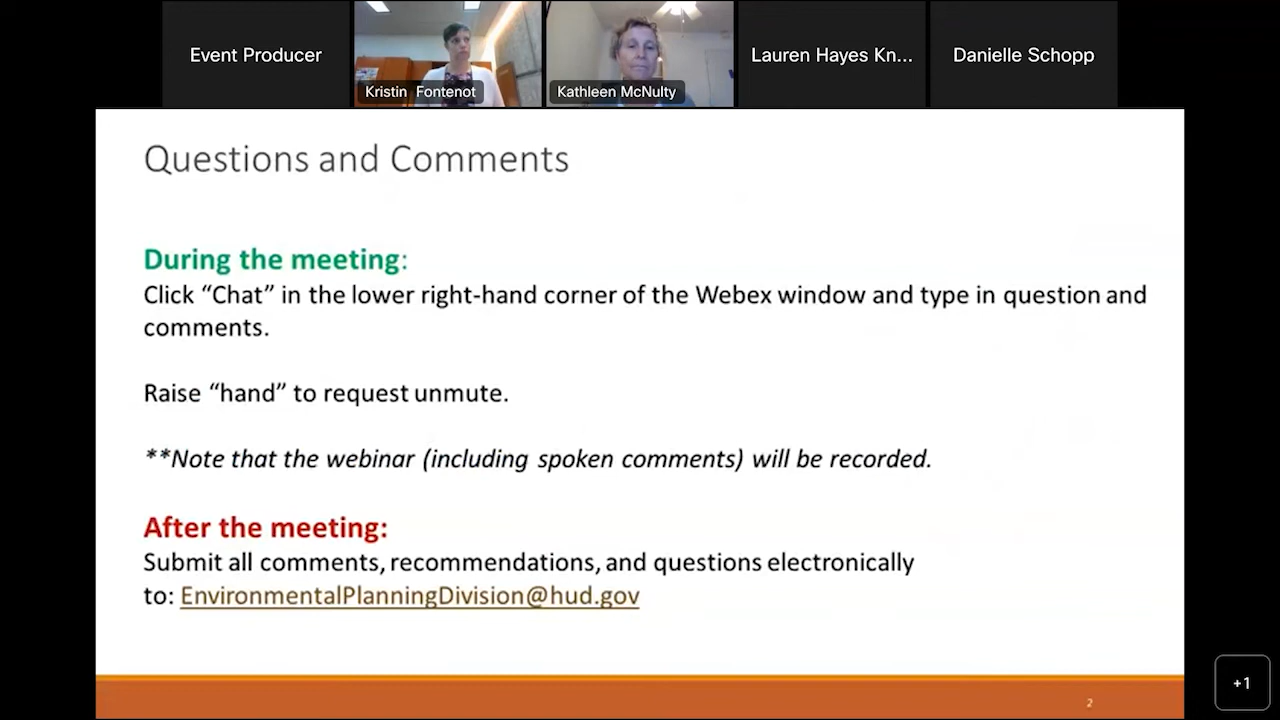 Event Producer
Kristin Fontenot
Kathleen McNulty
Lauren Hayes Kn...
Danielle Schopp
Questions and Comments
During the meeting:
Click “Chat” in the lower right-hand corner of the Webex window and type in question and
comments.
Raise “hand” to request unmute.
**Note that the webinar (including spoken comments) will be recorded.
After the meeting:
Submit all comments, recommendations, and questions electronically
to: EnvironmentalPlanningDivision@hud.gov
2
+1